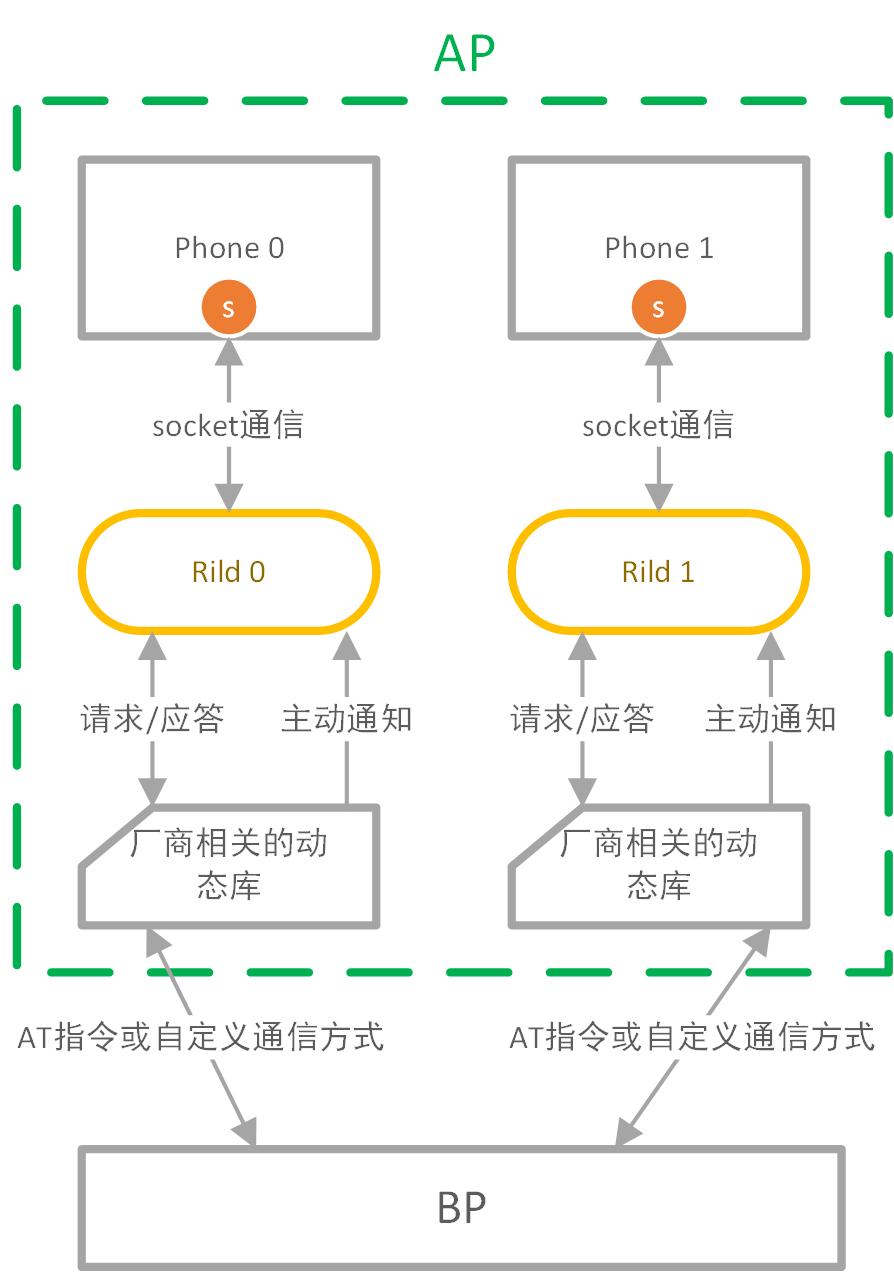 AP
Phone 0
Phone 1
s
s
socket通信
socket通信
Rild 0
Rild 1
请求/应答
主动通知
请求/应答
主动通知
厂商相关的动
态库
厂商相关的动
态库
AT指令或自定义通信方式
AT指令或自定义通信方式
BP